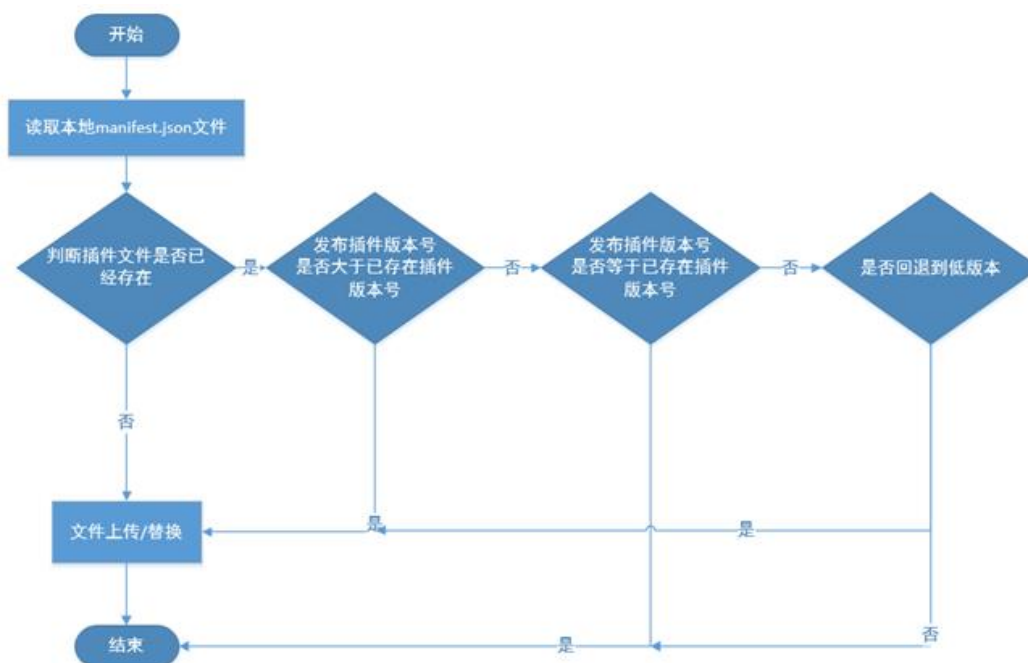 开始
读取本地manifest.json文件
判断插件文件是否已
经存在
是
发布插件版本号
是否大于已存在插件
版本号
否
发布插件版本号
是否等于已存在插件
版本号
否
是否回退到低版本
否
文件上传/替换
是
是
否
结束
是